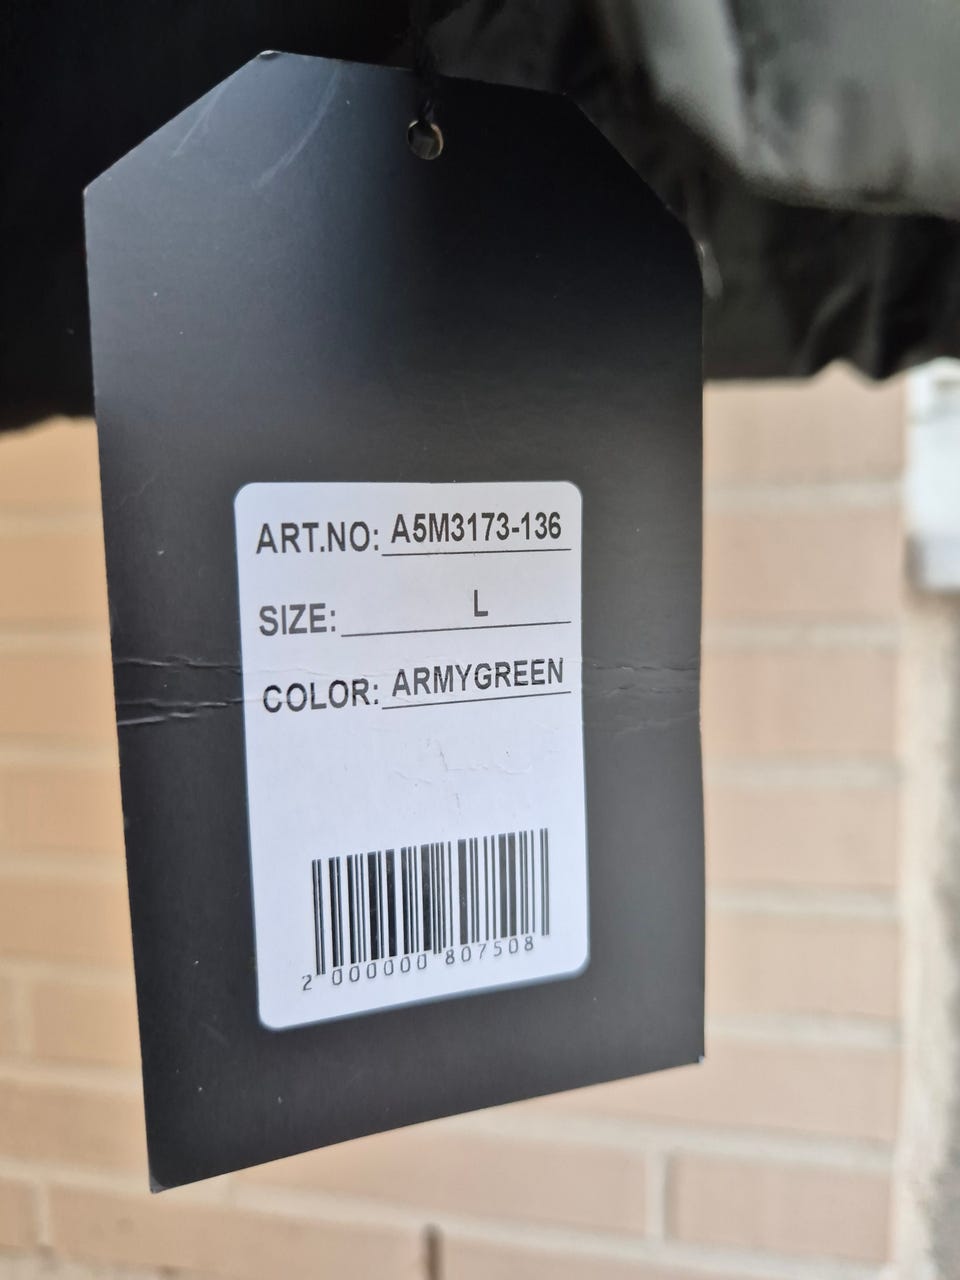 ART.NO: A5M3173-136
SIZE: L
COLOR: ARMYGREEN
2 000000 807508